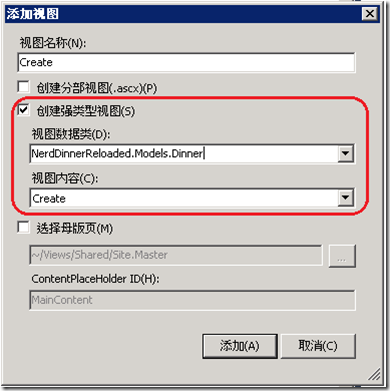 添加视图
视图名称(N):
Create
创建分部视图(.ascx)(P)
创建强类型视图(S)
视图数据类(D):
NerdDinnerReloaded.Models.Dinner
视图内容(C):
Create
选择母版页(M)
~/Views/Shared/Site.Master
...
ContentPlaceHolder ID(H):
MainContent
添加(A) 取消(C)